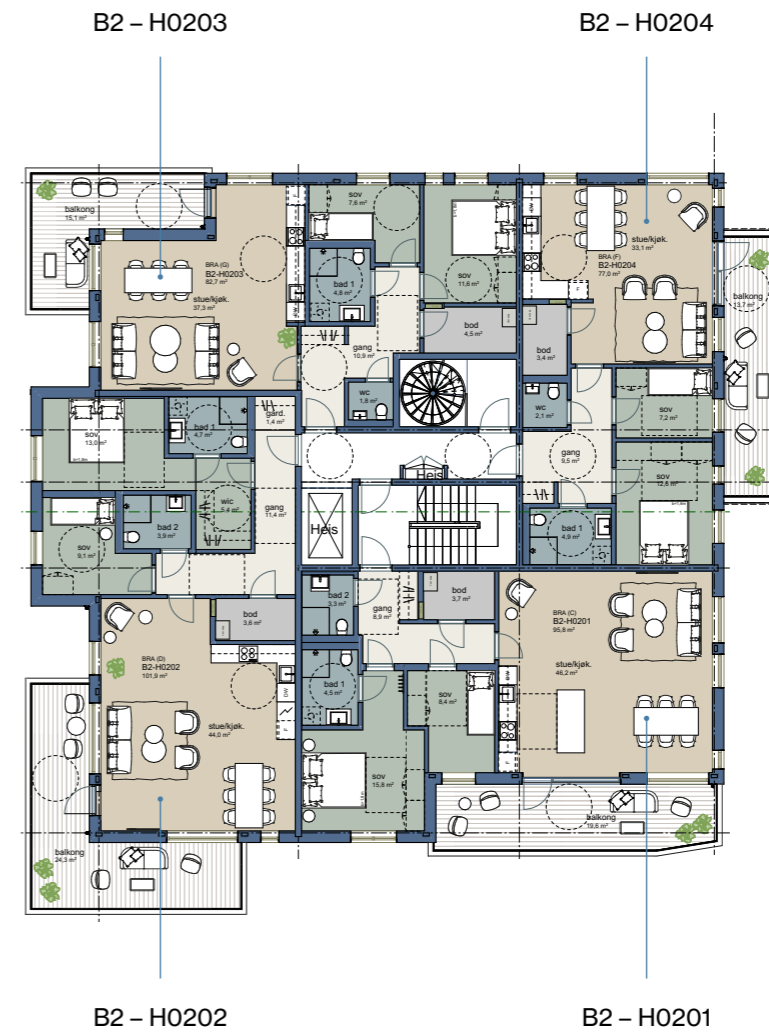 B2 – H0203
B2 – H0204
balkong
15,1 m²
BRA (G)
B2-H0203
82,7 m²
stue/kjøk.
37,3 m²
F
DW
sov
7,6 m²
bad 1
4,8 m²
sov
11,6 m²
bod
4,5 m²
gang
10,9 m²
wc
1,8 m²
DW
F
stue/kjøk.
33,1 m²
BRA (F)
B2-H0204
77,0 m²
balkong
13,7 m²
bod
3,4 m²
wc
2,1 m²
sov
7,2 m²
gang
9,5 m²
sov
12,6 m²
bad 1
4,9 m²
sov
13,0 m²
bad 1
4,7 m²
gard.
1,4 m²
wic
5,4 m²
gang
11,4 m²
bad 2
3,9 m²
sov
9,1 m²
Heis
Heis
bod
3,6 m²
BRA (D)
B2-H0202
101,9 m²
stue/kjøk.
44,0 m²
DW
F
balkong
24,3 m²
bad 2
3,3 m²
gang
8,9 m²
bod
3,7 m²
bad 1
4,5 m²
sov
8,4 m²
sov
15,8 m²
BRA (C)
B2-H0201
95,8 m²
stue/kjøk.
46,2 m²
DW
F
balkong
19,6 m²
B2 – H0202
B2 – H0201